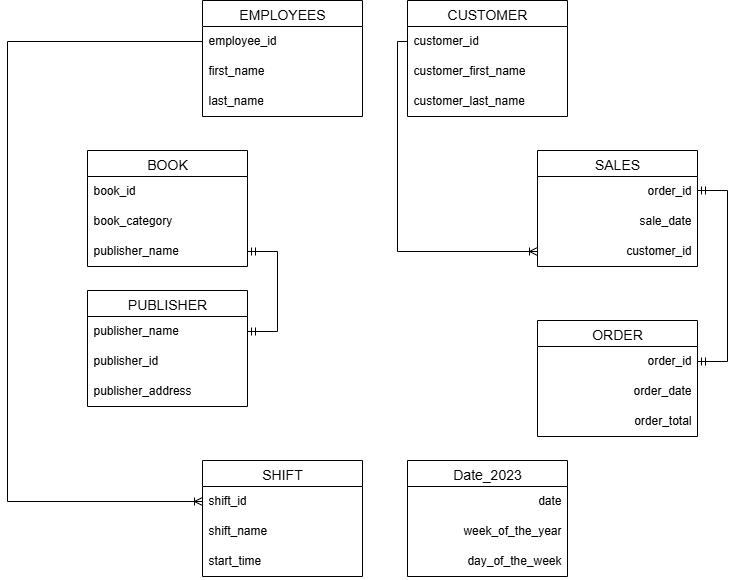 EMPLOYEES
employee_id
first_name
last_name
CUSTOMER
customer_id
customer_first_name
customer_last_name
BOOK
book_id
book_category
publisher_name
SALES
order_id
sale_date
customer_id
PUBLISHER
publisher_name
publisher_id
publisher_address
ORDER
order_id
order_date
order_total
SHIFT
shift_id
shift_name
start_time
Date_2023
date
week_of_the_year
day_of_the_week